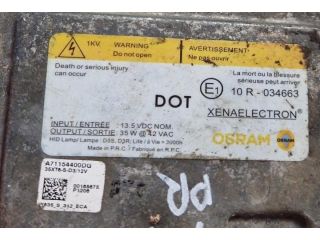 1KV WARNING
Do not open.
AVERTISSEMENT
Ne pas ouvrir.
Death or serious injury
can occur
La mort ou la blessure
sérieuse peut arriver
E1 10 R - 034663
DOT
XENAELECTRON®
INPUT / ENTRÉE : 13.5 VDC NOM.
OUTPUT / SORTIE: 35 W @ 42 VAC
OSRAM
HID Lamp/ Lampe : D3S, D3R; Life / à Vie = 3000h
Made in P.R.C. / Fabriqué en R.P.C.
A71154400DG
35XT6-S-D3/12V
P1208
PR